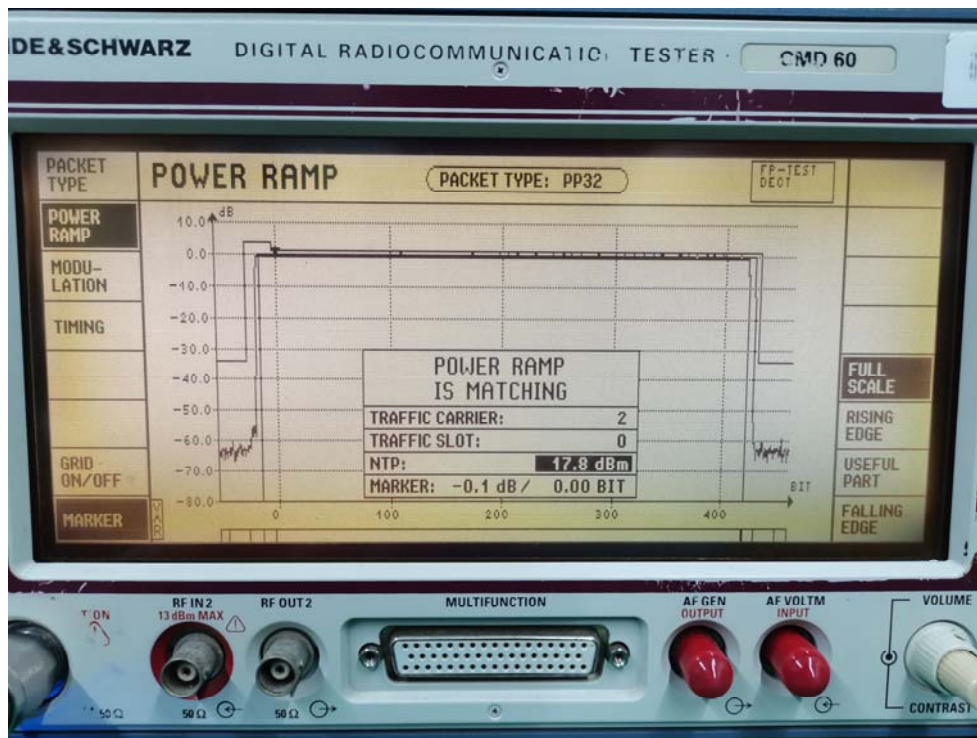 DE&SCHWARZ DIGITAL RADIOCOMMUNICATIO TESTER CMD 60
PACKET
TYPE
POWER RAMP
PACKET TYPE: PP32
FP-TEST
DECT
POWER
RAMP
MODU-
LATION
TIMING
GRID
ON/OFF
MARKER
VAR
dB
10.0
0.0
-10.0
-20.0
-30.0
-40.0
-50.0
-60.0
-70.0
-80.0
POWER RAMP
IS MATCHING
TRAFFIC CARRIER: 2
TRAFFIC SLOT: 0
NTP: 17.8 dBm
MARKER: -0.1 dB / 0.00 BIT
BIT
0 100 200 300 400
FULL
SCALE
RISING
EDGE
USEFUL
PART
FALLING
EDGE
T ON
RF IN 2
13 dBm MAX
50 Ω
RF OUT 2
50 Ω
MULTIFUNCTION
AF GEN
OUTPUT
AF VOLTM
INPUT
VOLUME
CONTRAST
50 Ω